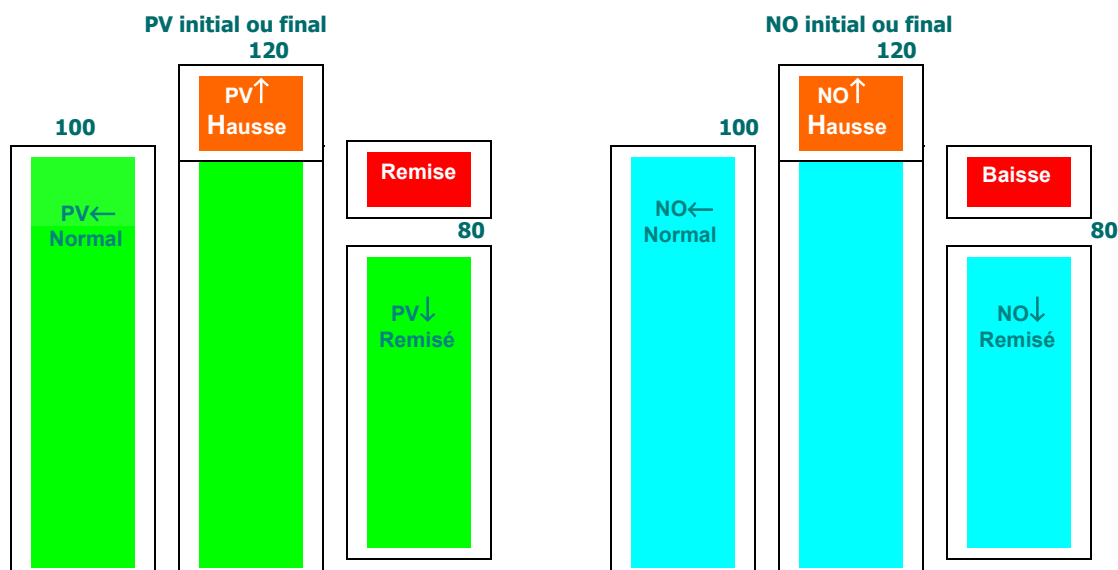 PV initial ou final
120
PV↑
Hausse
100
PV←
Normal
Remise
80
PV↓
Remisé
NO initial ou final
120
NO↑
Hausse
100
NO←
Normal
Baisse
80
NO↓
Remisé